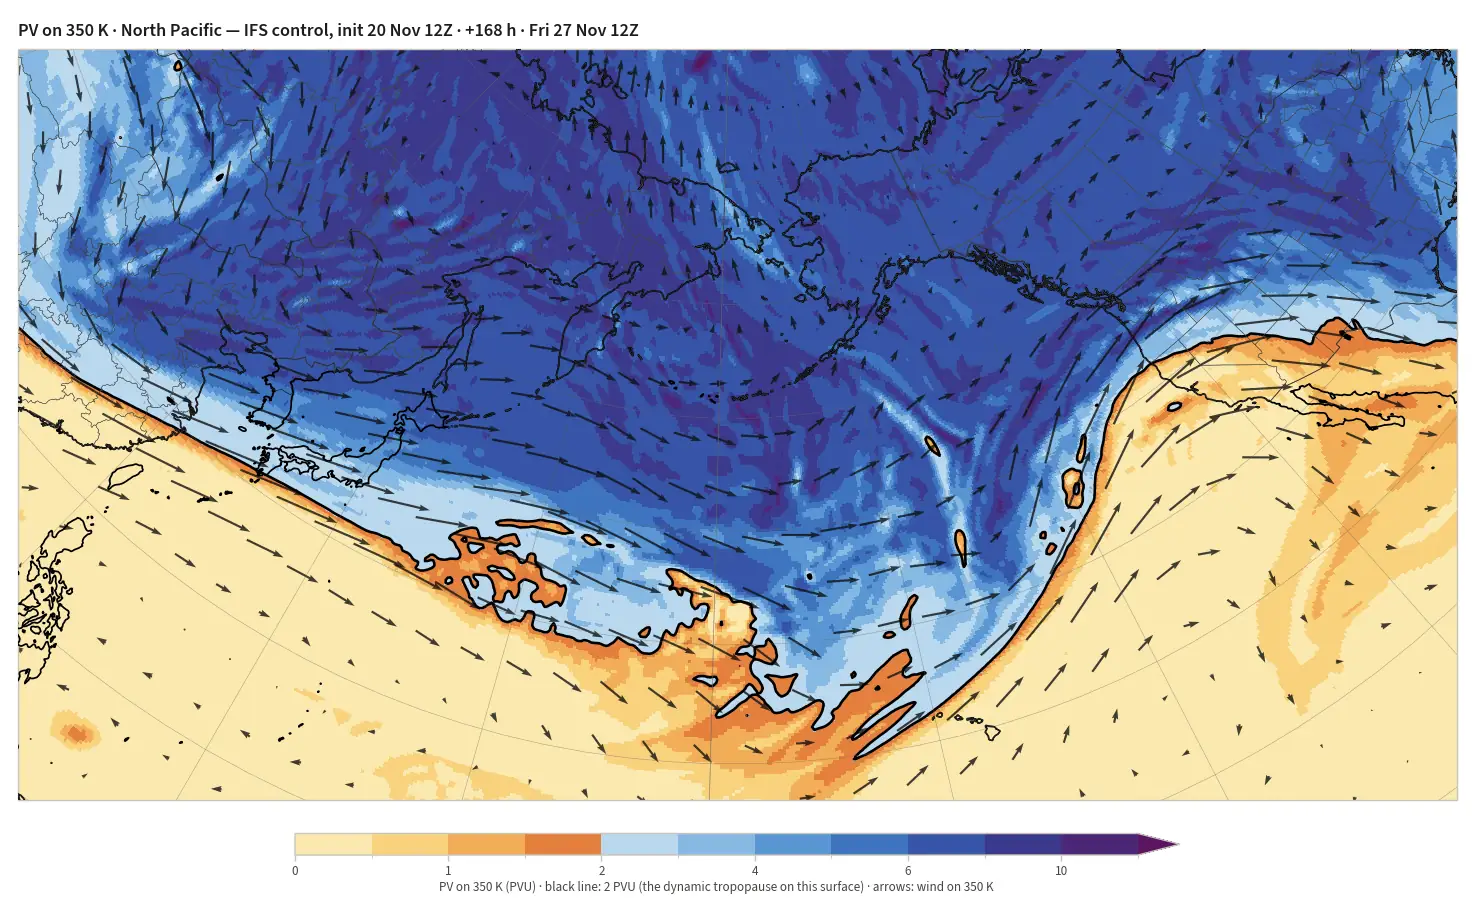 PV on 350 K · North Pacific — IFS control, init 20 Nov 12Z · +168 h · Fri 27 Nov 12Z
0 1 2 4 6 10
PV on 350 K (PVU) · black line: 2 PVU (the dynamic tropopause on this surface) · arrows: wind on 350 K